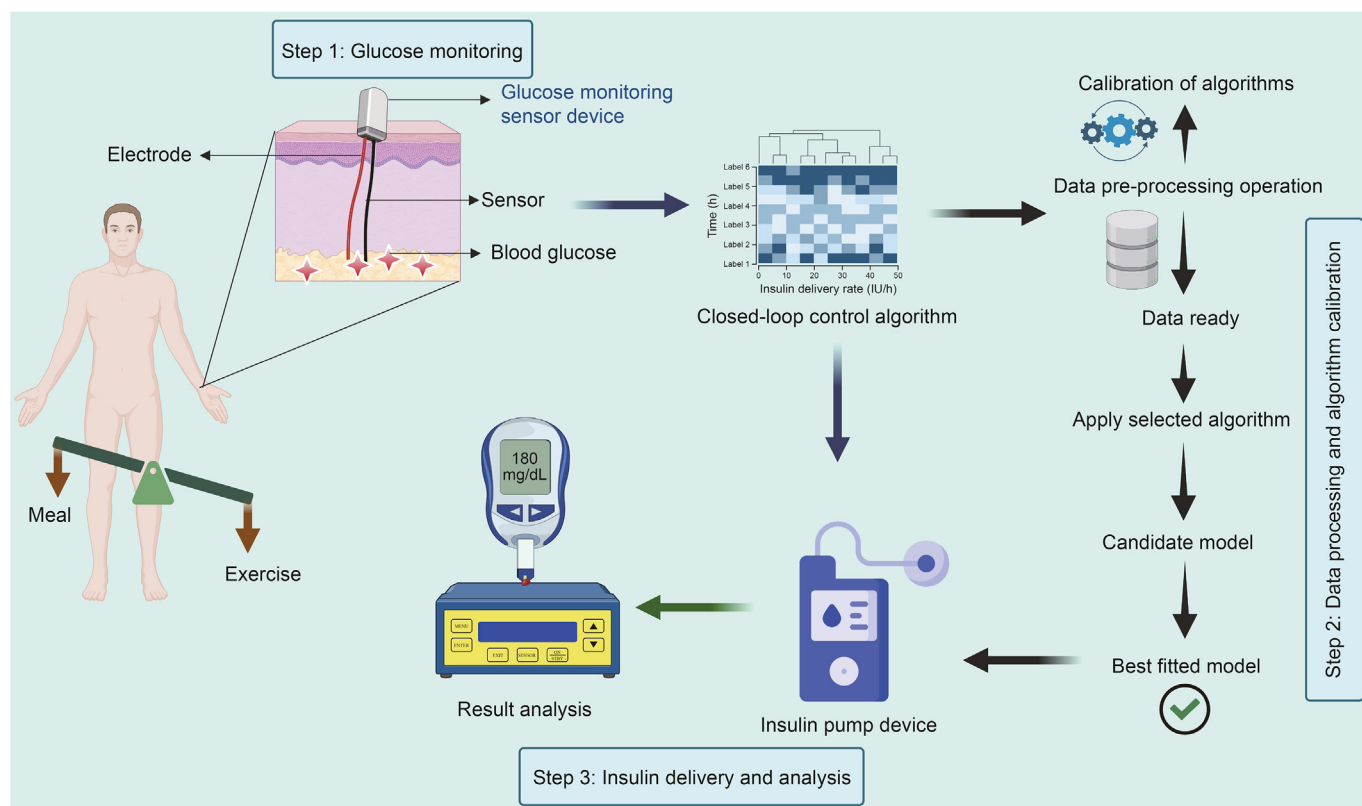 Step 1: Glucose monitoring
Glucose monitoring
sensor device
Electrode
Sensor
Blood glucose
Meal
Exercise
Label 6
Label 5
Label 4
Label 3
Label 2
Label 1
Time (h)
0
10
20
30
40
50
Insulin delivery rate (IU/h)
Closed-loop control algorithm
Calibration of algorithms
Data pre-processing operation
Data ready
Apply selected algorithm
Candidate model
Best fitted model
Step 2: Data processing and algorithm calibration
Insulin pump device
180
mg/dL
MENU
ENTER
EXIT
SENSOR
ON
STBY
Result analysis
Step 3: Insulin delivery and analysis